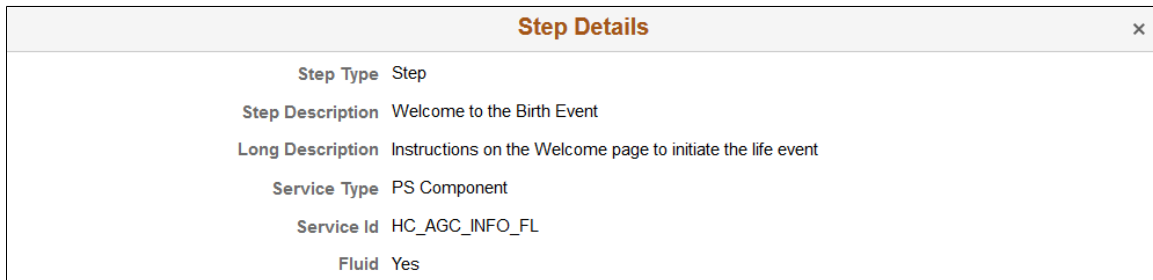 Step Details ×
Step Type Step
Step Description Welcome to the Birth Event
Long Description Instructions on the Welcome page to initiate the life event
Service Type PS Component
Service Id HC_AGC_INFO_FL
Fluid Yes